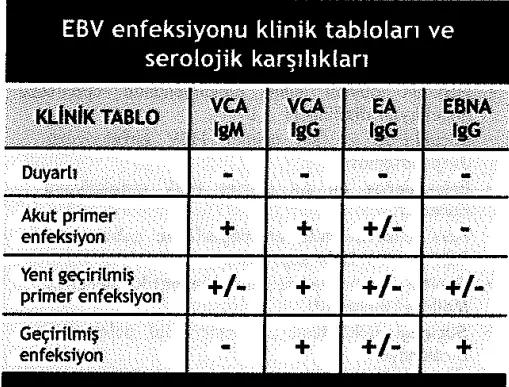 EBV enfeksiyonu klinik tabloları ve
serolojik karşılıkları
KLİNİK TABLO VCA IgM VCA IgG EA IgG EBNA IgG
Duyarlı - - - -
Akut primer enfeksiyon + + +/- -
Yeni geçirilmiş primer enfeksiyon +/- + +/- +/-
Geçirilmiş enfeksiyon - + +/- +